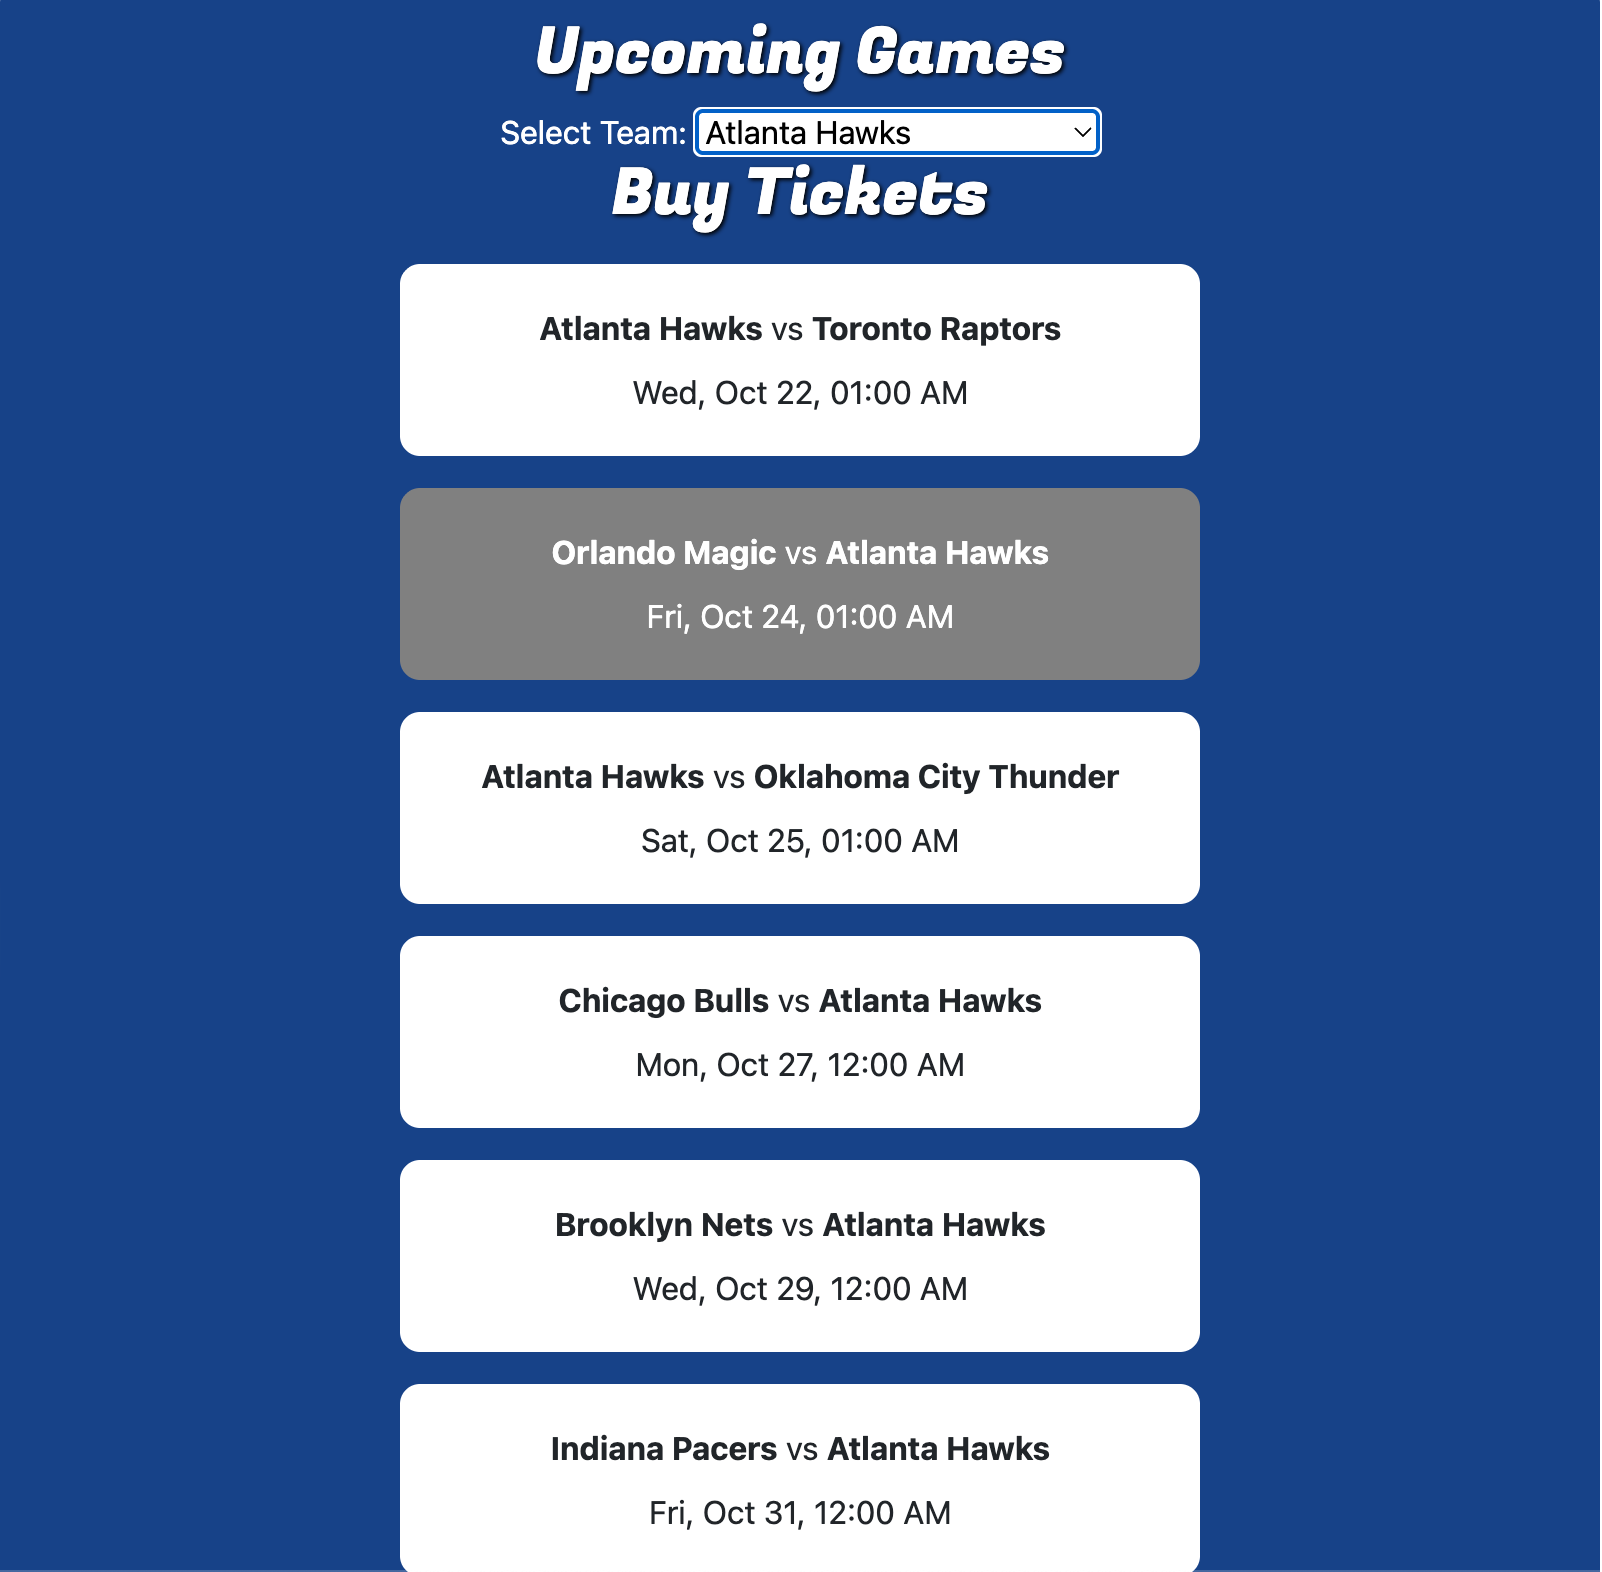 Upcoming Games
Select Team: Atlanta Hawks
Buy Tickets
Atlanta Hawks vs Toronto Raptors
Wed, Oct 22, 01:00 AM
Orlando Magic vs Atlanta Hawks
Fri, Oct 24, 01:00 AM
Atlanta Hawks vs Oklahoma City Thunder
Sat, Oct 25, 01:00 AM
Chicago Bulls vs Atlanta Hawks
Mon, Oct 27, 12:00 AM
Brooklyn Nets vs Atlanta Hawks
Wed, Oct 29, 12:00 AM
Indiana Pacers vs Atlanta Hawks
Fri, Oct 31, 12:00 AM